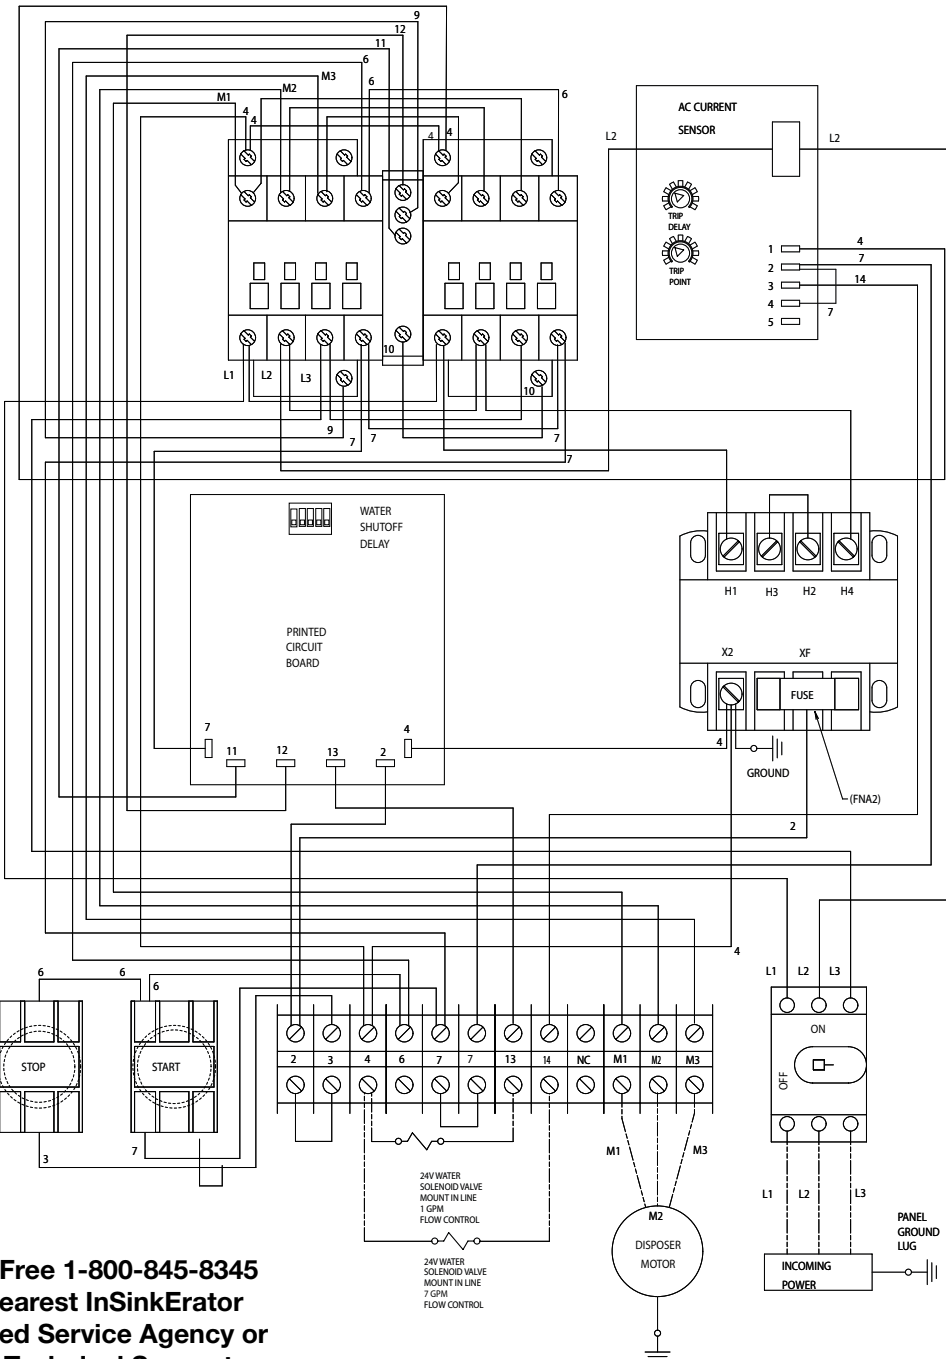 9
12
11
6
M3
6
M2
6
M1
4
4
4
4
AC CURRENT
SENSOR
L2
L2
TRIP
DELAY
TRIP
POINT
1
4
2
7
3
14
4
7
5
10
L1
L2
L3
10
9
7
7
7
7
WATER
SHUTOFF
DELAY
PRINTED
CIRCUIT
BOARD
H1
H3
H2
H4
X2
XF
FUSE
7
11
12
13
2
4
4
GROUND
(FNA2)
2
4
6
6
6
L1
L2
L3
ON
OFF
STOP
START
2
3
4
6
7
7
13
14
NC
M1
M2
M3
3
7
M1
M3
M2
DISPOSER
MOTOR
24V WATER
SOLENOID VALVE
MOUNT IN LINE
1 GPM
FLOW CONTROL
24V WATER
SOLENOID VALVE
MOUNT IN LINE
7 GPM
FLOW CONTROL
L1
L2
L3
PANEL
GROUND
LUG
INCOMING
POWER
Free 1-800-845-8345
earest InSinkErator
ed Service Agency or